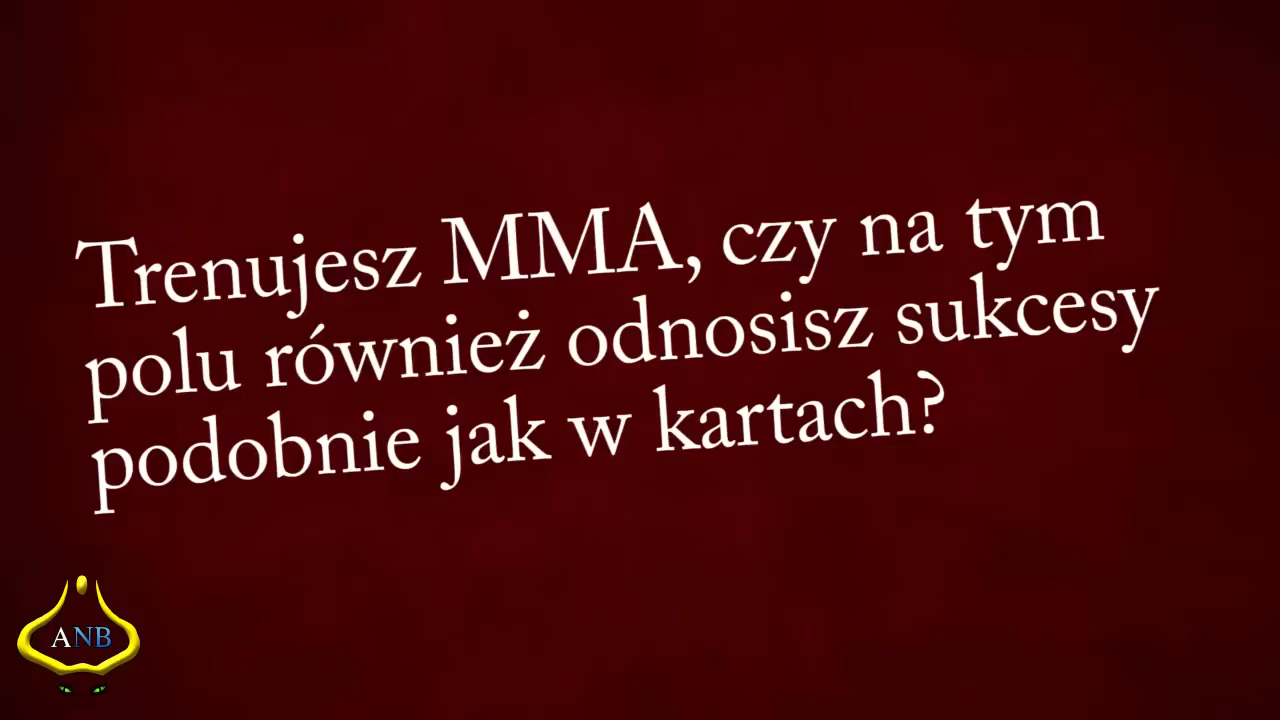 Trenujesz MMA, czy na tym
polu również odnosisz sukcesy
podobnie jak w kartach?
ANB